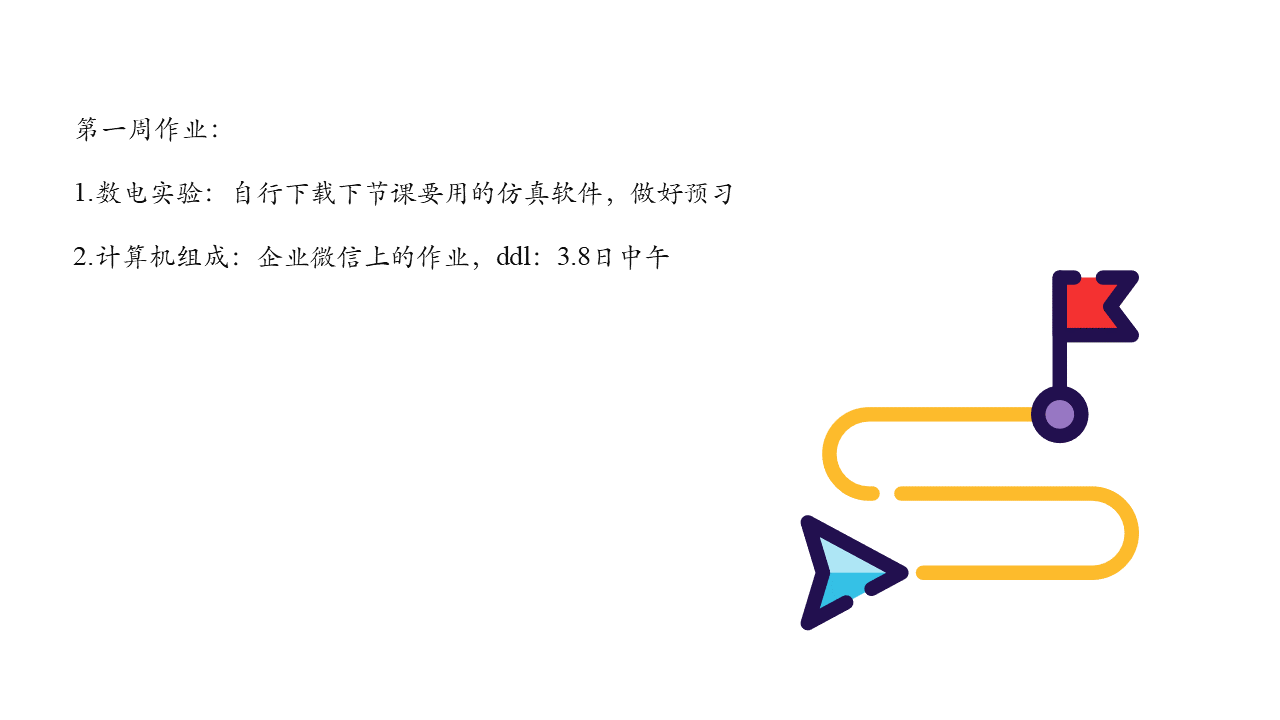 第一周作业：
1.数电实验：自行下载下节课要用的仿真软件，做好预习
2.计算机组成：企业微信上的作业，ddl：3.8日中午